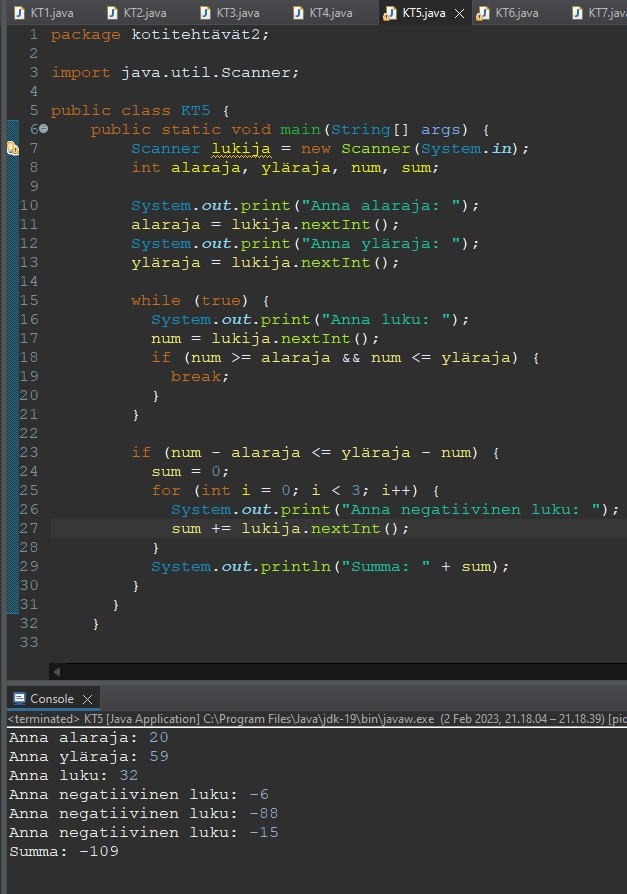 KT1.java KT2.java KT3.java KT4.java KT5.java KT6.java KT7.java
1 package kotitehtävät2;
2
3 import java.util.Scanner;
4
5 public class KT5 {
6 public static void main(String[] args) {
7 Scanner lukija = new Scanner(System.in);
8 int alaraja, yläraja, num, sum;
9
10 System.out.print("Anna alaraja: ");
11 alaraja = lukija.nextInt();
12 System.out.print("Anna yläraja: ");
13 yläraja = lukija.nextInt();
14
15 while (true) {
16 System.out.print("Anna luku: ");
17 num = lukija.nextInt();
18 if (num >= alaraja && num <= yläraja) {
19 break;
20 }
21 }
22
23 if (num - alaraja <= yläraja - num) {
24 sum = 0;
25 for (int i = 0; i < 3; i++) {
26 System.out.print("Anna negatiivinen luku: ");
27 sum += lukija.nextInt();
28 }
29 System.out.println("Summa: " + sum);
30 }
31 }
32 }
33
Console
<terminated> KT5 [Java Application] C:\Program Files\Java\jdk-19\bin\javaw.exe (2 Feb 2023, 21.18.04 – 21.18.39) [pid
Anna alaraja: 20
Anna yläraja: 59
Anna luku: 32
Anna negatiivinen luku: -6
Anna negatiivinen luku: -88
Anna negatiivinen luku: -15
Summa: -109